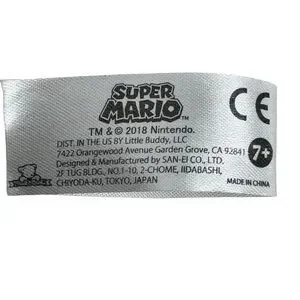 SUPER
MARIO™
TM & © 2018 Nintendo.
DIST. IN THE US BY Little Buddy, LLC
7422 Orangewood Avenue Garden Grove, CA 92841
Designed & Manufactured by SAN-EI CO., LTD.
2F TUG BLDG., NO.1-10, 2-CHOME, IIDABASHI,
CHIYODA-KU, TOKYO, JAPAN
CE
7+
MADE IN CHINA